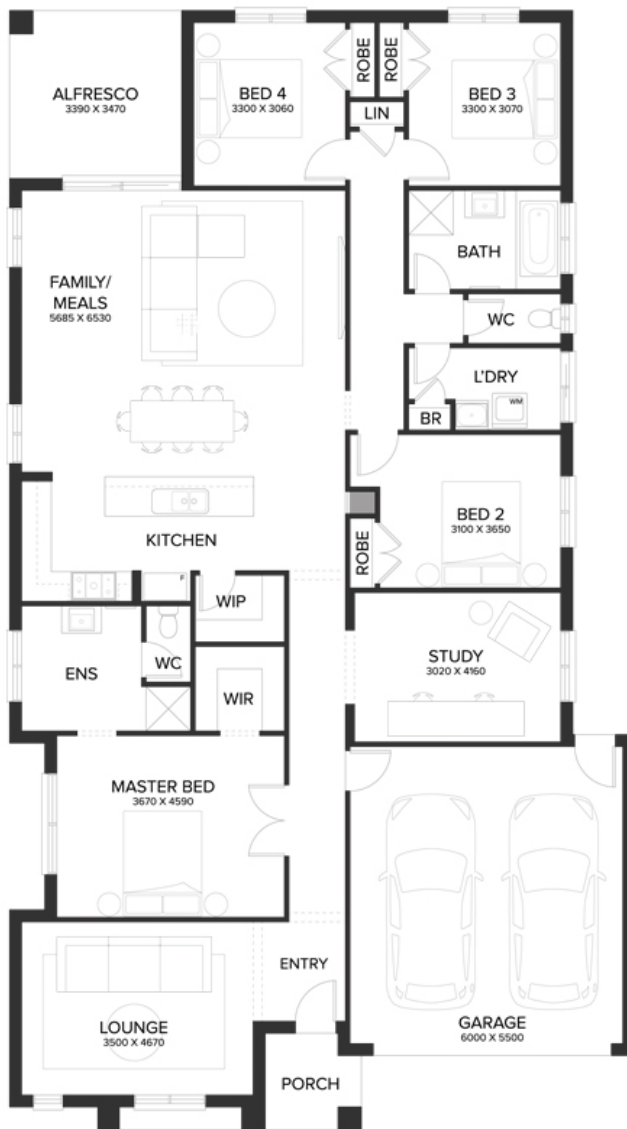 ALFRESCO
3390 X 3470
BED 4
3300 X 3060
ROBE
ROBE
BED 3
3300 X 3070
LIN
BATH
FAMILY/
MEALS
5685 X 6530
WC
L'DRY
WM
BR
BED 2
3100 X 3650
KITCHEN
ROBE
F
WIP
STUDY
3020 X 4160
WC
ENS
WIR
MASTER BED
3670 X 4590
ENTRY
LOUNGE
3500 X 4670
GARAGE
6000 X 5500
PORCH